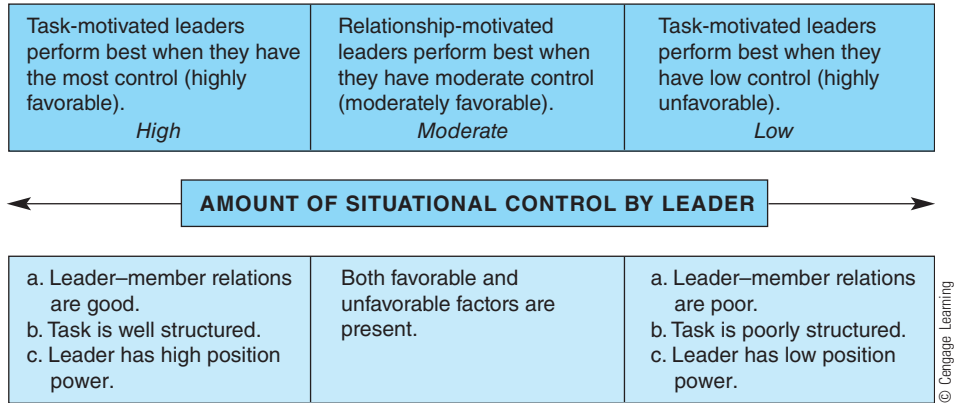 Task-motivated leaders
perform best when they have
the most control (highly
favorable).
High
Relationship-motivated
leaders perform best when
they have moderate control
(moderately favorable).
Moderate
Task-motivated leaders
perform best when they
have low control (highly
unfavorable).
Low
AMOUNT OF SITUATIONAL CONTROL BY LEADER
a. Leader–member relations
are good.
b. Task is well structured.
c. Leader has high position
power.
Both favorable and
unfavorable factors are
present.
a. Leader–member relations
are poor.
b. Task is poorly structured.
c. Leader has low position
power.
© Cengage Learning